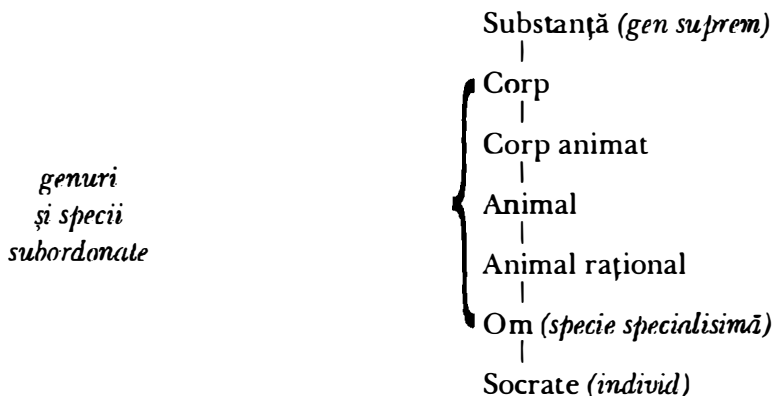 Substanță (gen suprem)
Corp
Corp animat
genuri
și specii
subordonate
Animal
Animal rațional
Om (specie specialisimă)
Socrate (individ)